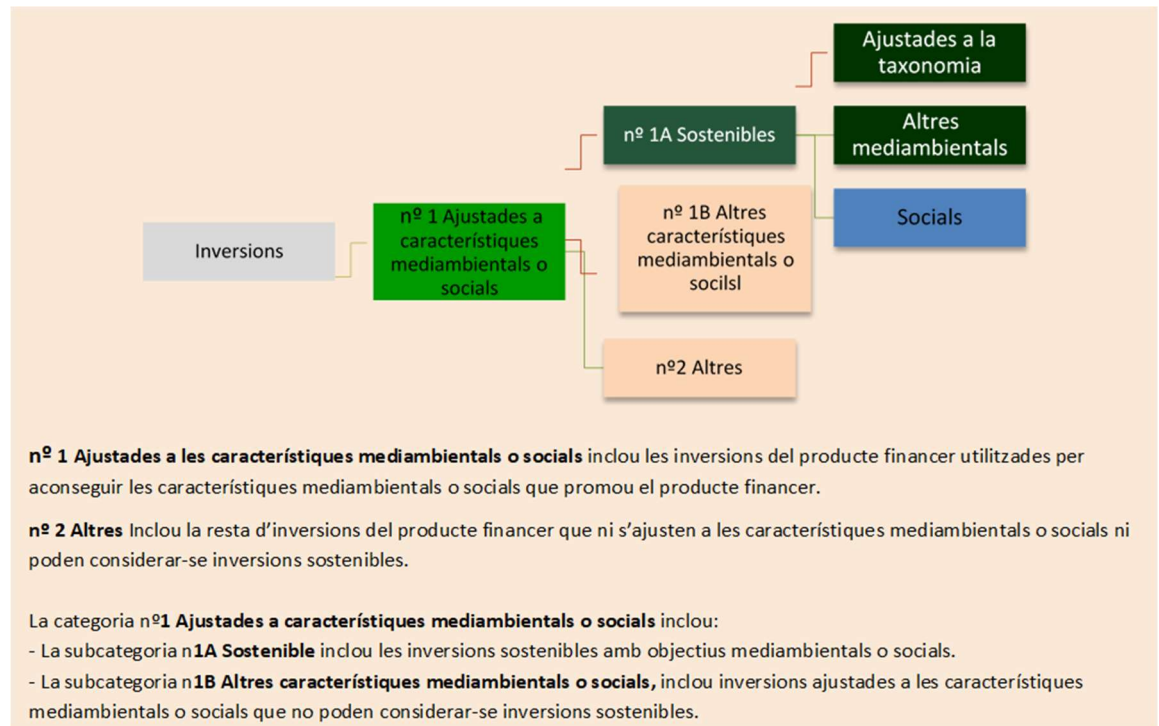 Ajustades a la
taxonomia
nº 1A Sostenibles
Altres
mediambientals
nº 1 Ajustades a
característiques
mediambientals o
socials
nº 1B Altres
característiques
mediambientals o
socilsl
Socials
Inversions
nº2 Altres
nº 1 Ajustades a les característiques mediambientals o socials inclou les inversions del producte financer utilitzades per
aconseguir les característiques mediambientals o socials que promou el producte financer.
nº 2 Altres Inclou la resta d'inversions del producte financer que ni s'ajusten a les característiques mediambientals o socials ni
poden considerar-se inversions sostenibles.
La categoria nº1 Ajustades a característiques mediambientals o socials inclou:
- La subcategoria n1A Sostenible inclou les inversions sostenibles amb objectius mediambientals o socials.
- La subcategoria n1B Altres característiques mediambientals o socials, inclou inversions ajustades a les característiques
mediambientals o socials que no poden considerar-se inversions sostenibles.